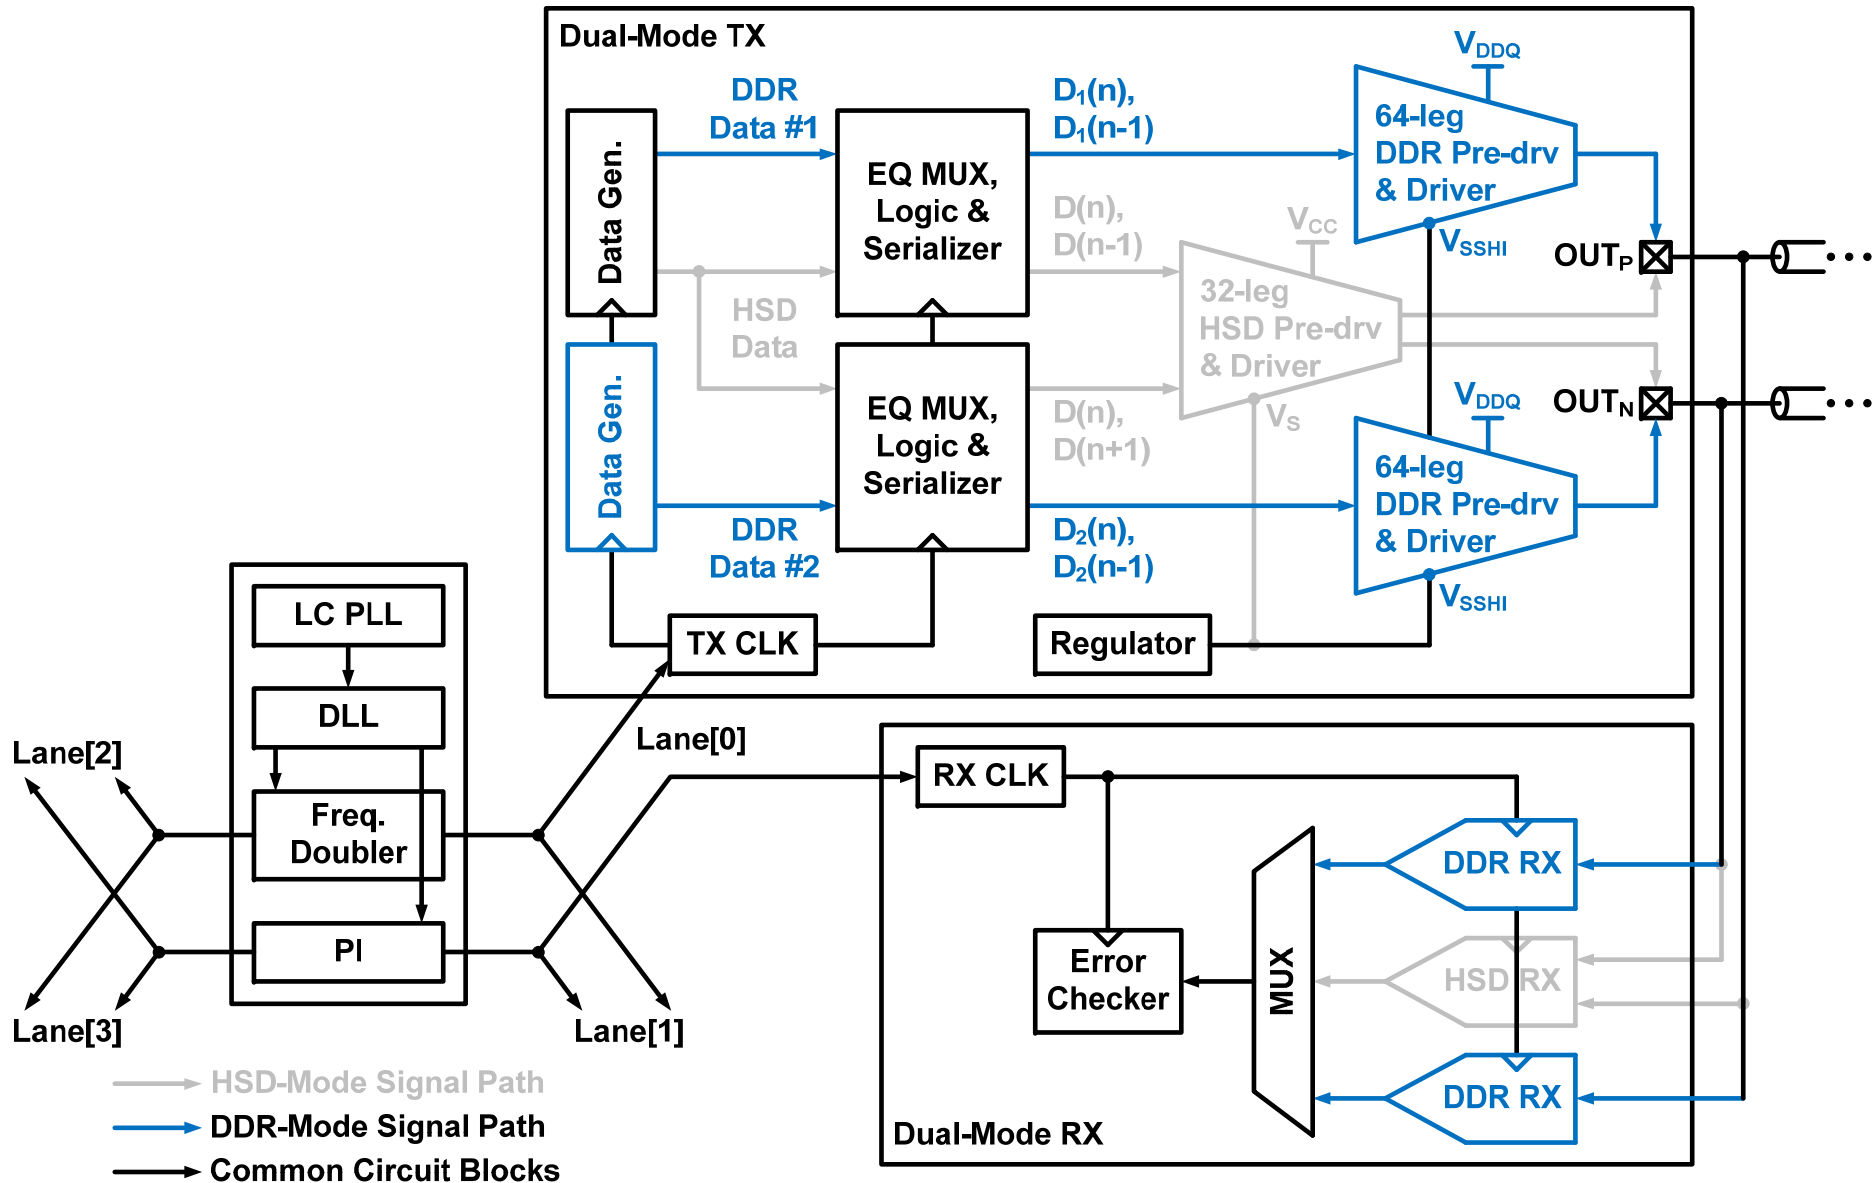 Dual-Mode TX
Data Gen.
DDR
Data #1
EQ MUX,
Logic &
Serializer
D1(n),
D1(n-1)
VDDQ
64-leg
DDR Pre-drv
& Driver
VSSHI
HSD
Data
D(n),
D(n-1)
VCC
32-leg
HSD Pre-drv
& Driver
VS
OUTP
OUTN
Data Gen.
DDR
Data #2
EQ MUX,
Logic &
Serializer
D(n),
D(n+1)
D2(n),
D2(n-1)
VDDQ
64-leg
DDR Pre-drv
& Driver
VSSHI
TX CLK
Regulator
LC PLL
DLL
Freq.
Doubler
PI
Lane[2]
Lane[3]
Lane[0]
Lane[1]
RX CLK
DDR RX
HSD RX
DDR RX
MUX
Error
Checker
Dual-Mode RX
HSD-Mode Signal Path
DDR-Mode Signal Path
Common Circuit Blocks